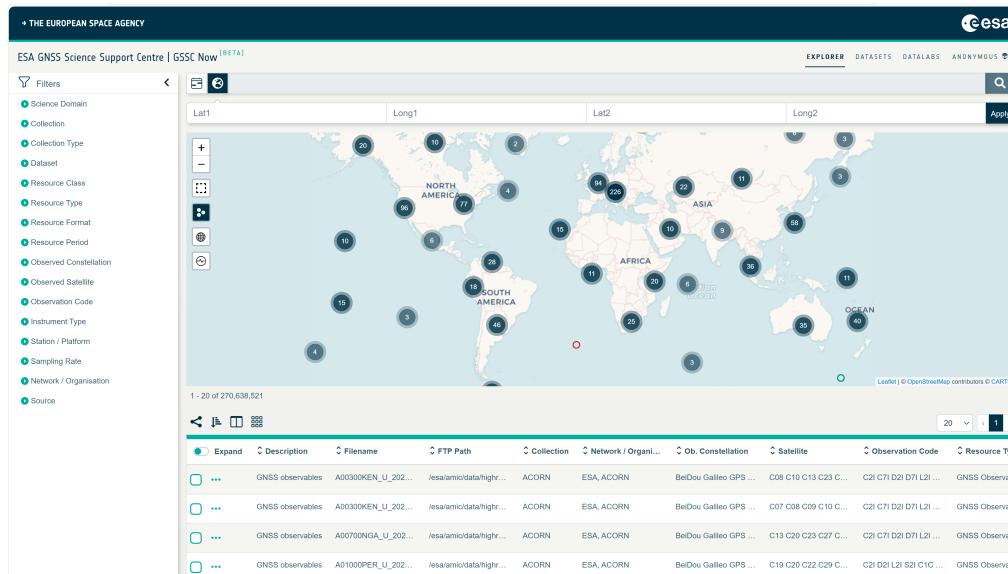 → THE EUROPEAN SPACE AGENCY
esa
ESA GNSS Science Support Centre | GSSC Now [BETA]
EXPLORER DATASETS DATALABS ANONYMOUS
Filters
Science Domain
Collection
Collection Type
Dataset
Resource Class
Resource Type
Resource Format
Resource Period
Observed Constellation
Observed Satellite
Observation Code
Instrument Type
Station / Platform
Sampling Rate
Network / Organisation
Source
Lat1 Long1 Lat2 Long2 Apply
+
−
20 10 2 6 3
NORTH AMERICA
4 94 226 22 11 3
96 77 ASIA
10 6 15 10 9 58
28 AFRICA 36
18 11 20 6 11
SOUTH AMERICA
15 3 46 25 35 40
OCEAN
4 3
Leaflet | © OpenStreetMap contributors © CART
1 - 20 of 270,638,521
20 ‹ 1
Expand Description Filename FTP Path Collection Network / Organi... Ob. Constellation Satellite Observation Code Resource Ty
GNSS observables A00300KEN_U_202... /esa/amic/data/highr... ACORN ESA, ACORN BeiDou Galileo GPS ... C08 C10 C13 C23 C... C2I C7I D2I D7I L2I ... GNSS Observa
GNSS observables A00300KEN_U_202... /esa/amic/data/highr... ACORN ESA, ACORN BeiDou Galileo GPS ... C07 C08 C09 C10 C... C2I C7I D2I D7I L2I ... GNSS Observa
GNSS observables A00700NGA_U_202... /esa/amic/data/highr... ACORN ESA, ACORN BeiDou Galileo GPS ... C13 C20 C23 C27 C... C2I C7I D2I D7I L2I ... GNSS Observa
GNSS observables A01000PER_U_202... /esa/amic/data/highr... ACORN ESA, ACORN BeiDou Galileo GPS ... C19 C20 C22 C29 C... C2I D2I L2I S2I C1C ... GNSS Observa